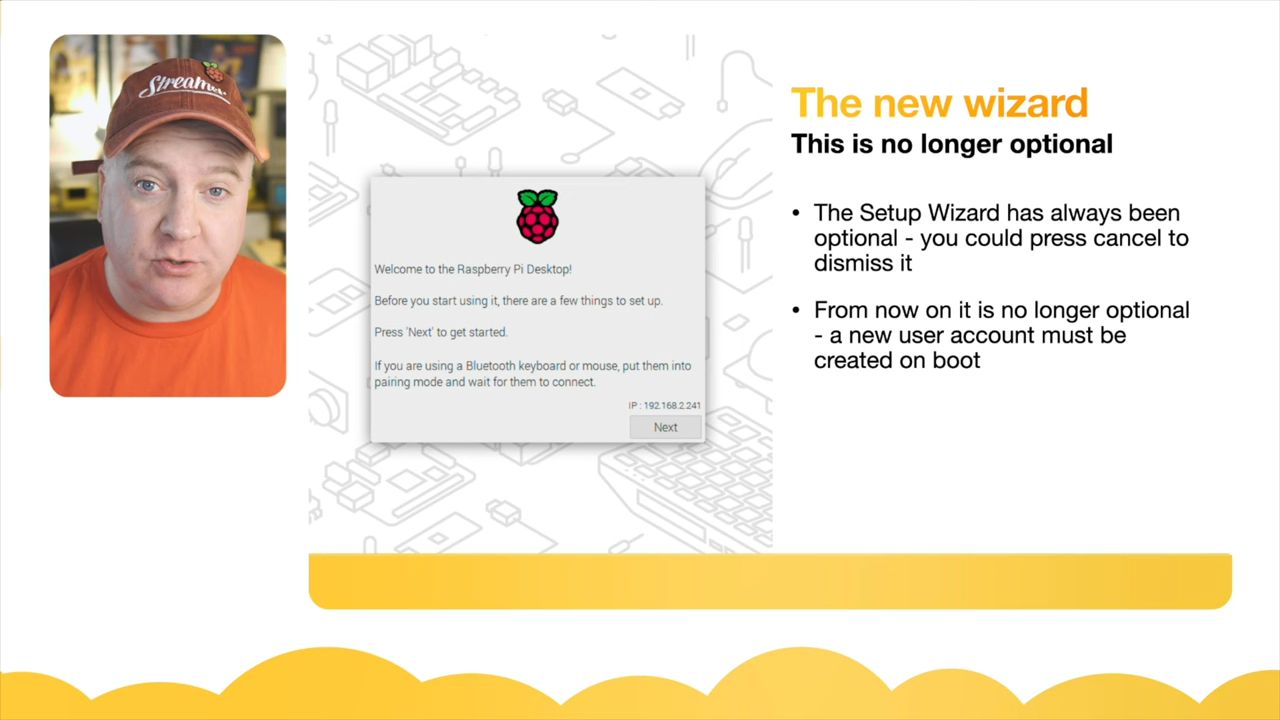 Streamer
The new wizard
This is no longer optional
Welcome to the Raspberry Pi Desktop!
Before you start using it, there are a few things to set up.
Press 'Next' to get started.
If you are using a Bluetooth keyboard or mouse, put them into
pairing mode and wait for them to connect.
IP : 192.168.2.241
Next
• The Setup Wizard has always been
optional - you could press cancel to
dismiss it
• From now on it is no longer optional
- a new user account must be
created on boot